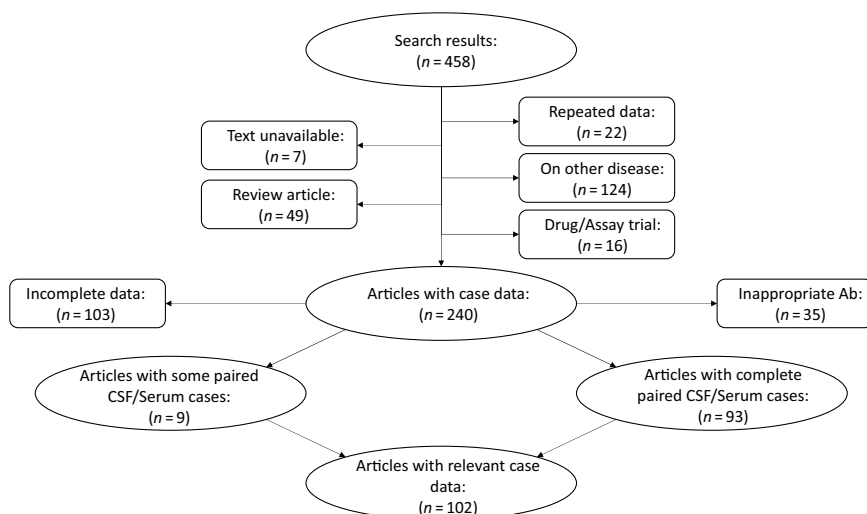 Search results:
(n = 458)
Repeated data:
(n = 22)
Text unavailable:
(n = 7)
On other disease:
(n = 124)
Review article:
(n = 49)
Drug/Assay trial:
(n = 16)
Incomplete data:
(n = 103)
Articles with case data:
(n = 240)
Inappropriate Ab:
(n = 35)
Articles with some paired
CSF/Serum cases:
(n = 9)
Articles with complete
paired CSF/Serum cases:
(n = 93)
Articles with relevant case
data:
(n = 102)